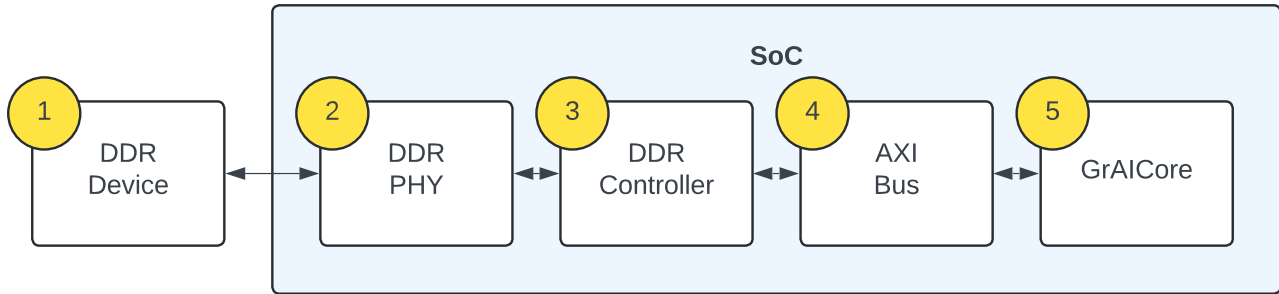 SoC
1
DDR
Device
2
DDR
PHY
3
DDR
Controller
4
AXI
Bus
5
GrAICore